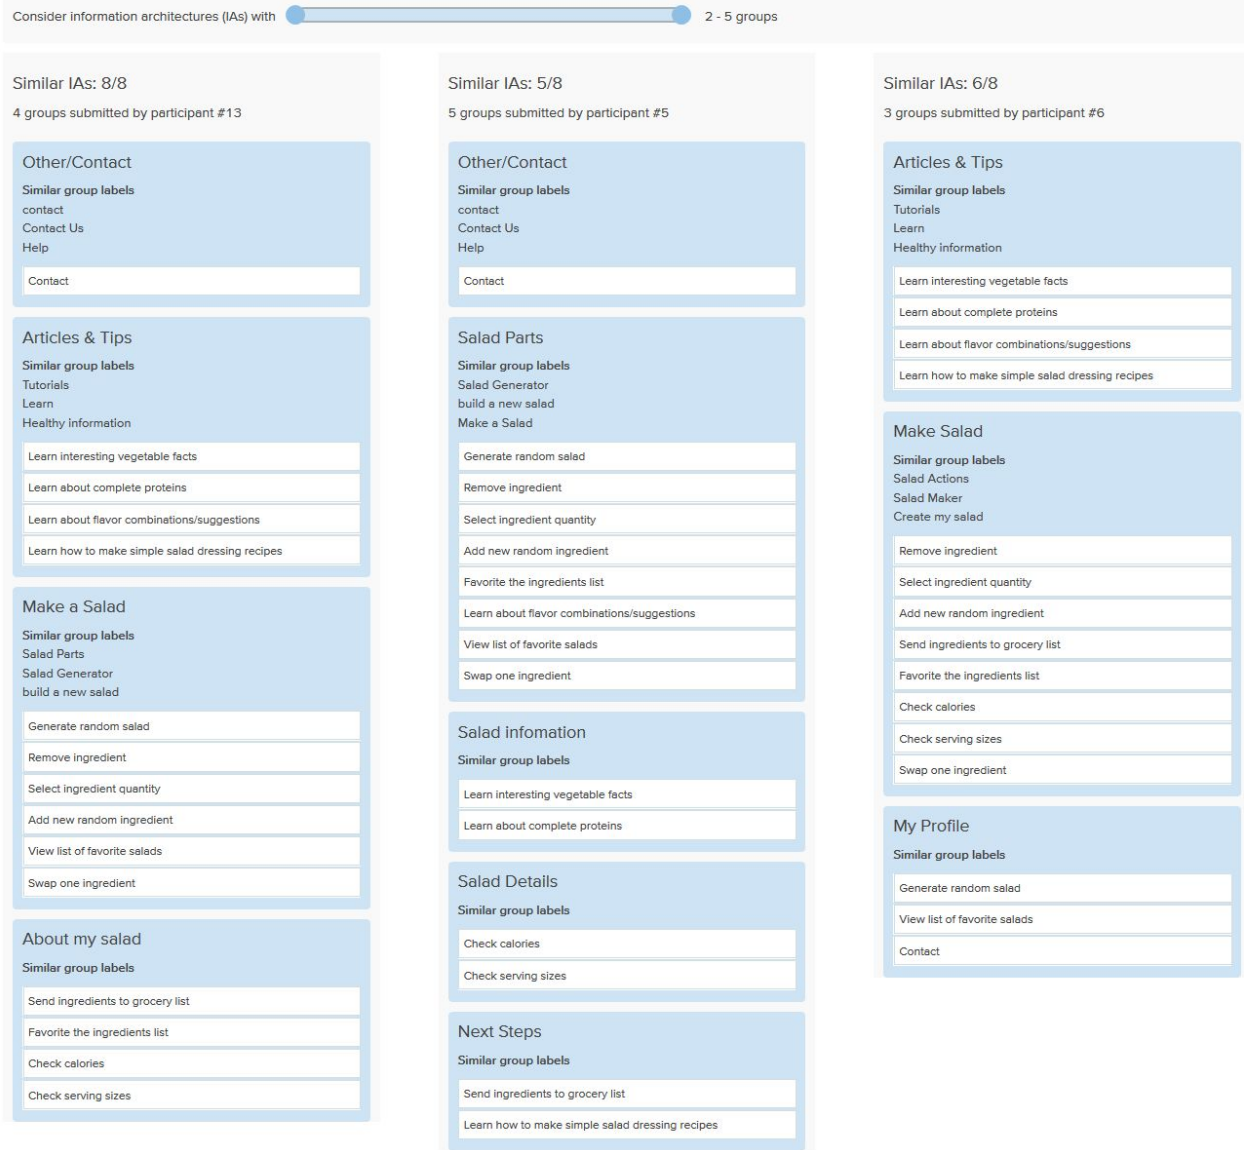 Consider information architectures (IAs) with
2 - 5 groups
Similar IAs: 8/8
4 groups submitted by participant #13
Other/Contact
Similar group labels
contact
Contact Us
Help
Contact
Articles & Tips
Similar group labels
Tutorials
Learn
Healthy information
Learn interesting vegetable facts
Learn about complete proteins
Learn about flavor combinations/suggestions
Learn how to make simple salad dressing recipes
Make a Salad
Similar group labels
Salad Parts
Salad Generator
build a new salad
Generate random salad
Remove ingredient
Select ingredient quantity
Add new random ingredient
View list of favorite salads
Swap one ingredient
About my salad
Similar group labels
Send ingredients to grocery list
Favorite the ingredients list
Check calories
Check serving sizes
Similar IAs: 5/8
5 groups submitted by participant #5
Other/Contact
Similar group labels
contact
Contact Us
Help
Contact
Salad Parts
Similar group labels
Salad Generator
build a new salad
Make a Salad
Generate random salad
Remove ingredient
Select ingredient quantity
Add new random ingredient
Favorite the ingredients list
Learn about flavor combinations/suggestions
View list of favorite salads
Swap one ingredient
Salad infomation
Similar group labels
Learn interesting vegetable facts
Learn about complete proteins
Salad Details
Similar group labels
Check calories
Check serving sizes
Next Steps
Similar group labels
Send ingredients to grocery list
Learn how to make simple salad dressing recipes
Similar IAs: 6/8
3 groups submitted by participant #6
Articles & Tips
Similar group labels
Tutorials
Learn
Healthy information
Learn interesting vegetable facts
Learn about complete proteins
Learn about flavor combinations/suggestions
Learn how to make simple salad dressing recipes
Make Salad
Similar group labels
Salad Actions
Salad Maker
Create my salad
Remove ingredient
Select ingredient quantity
Add new random ingredient
Send ingredients to grocery list
Favorite the ingredients list
Check calories
Check serving sizes
Swap one ingredient
My Profile
Similar group labels
Generate random salad
View list of favorite salads
Contact